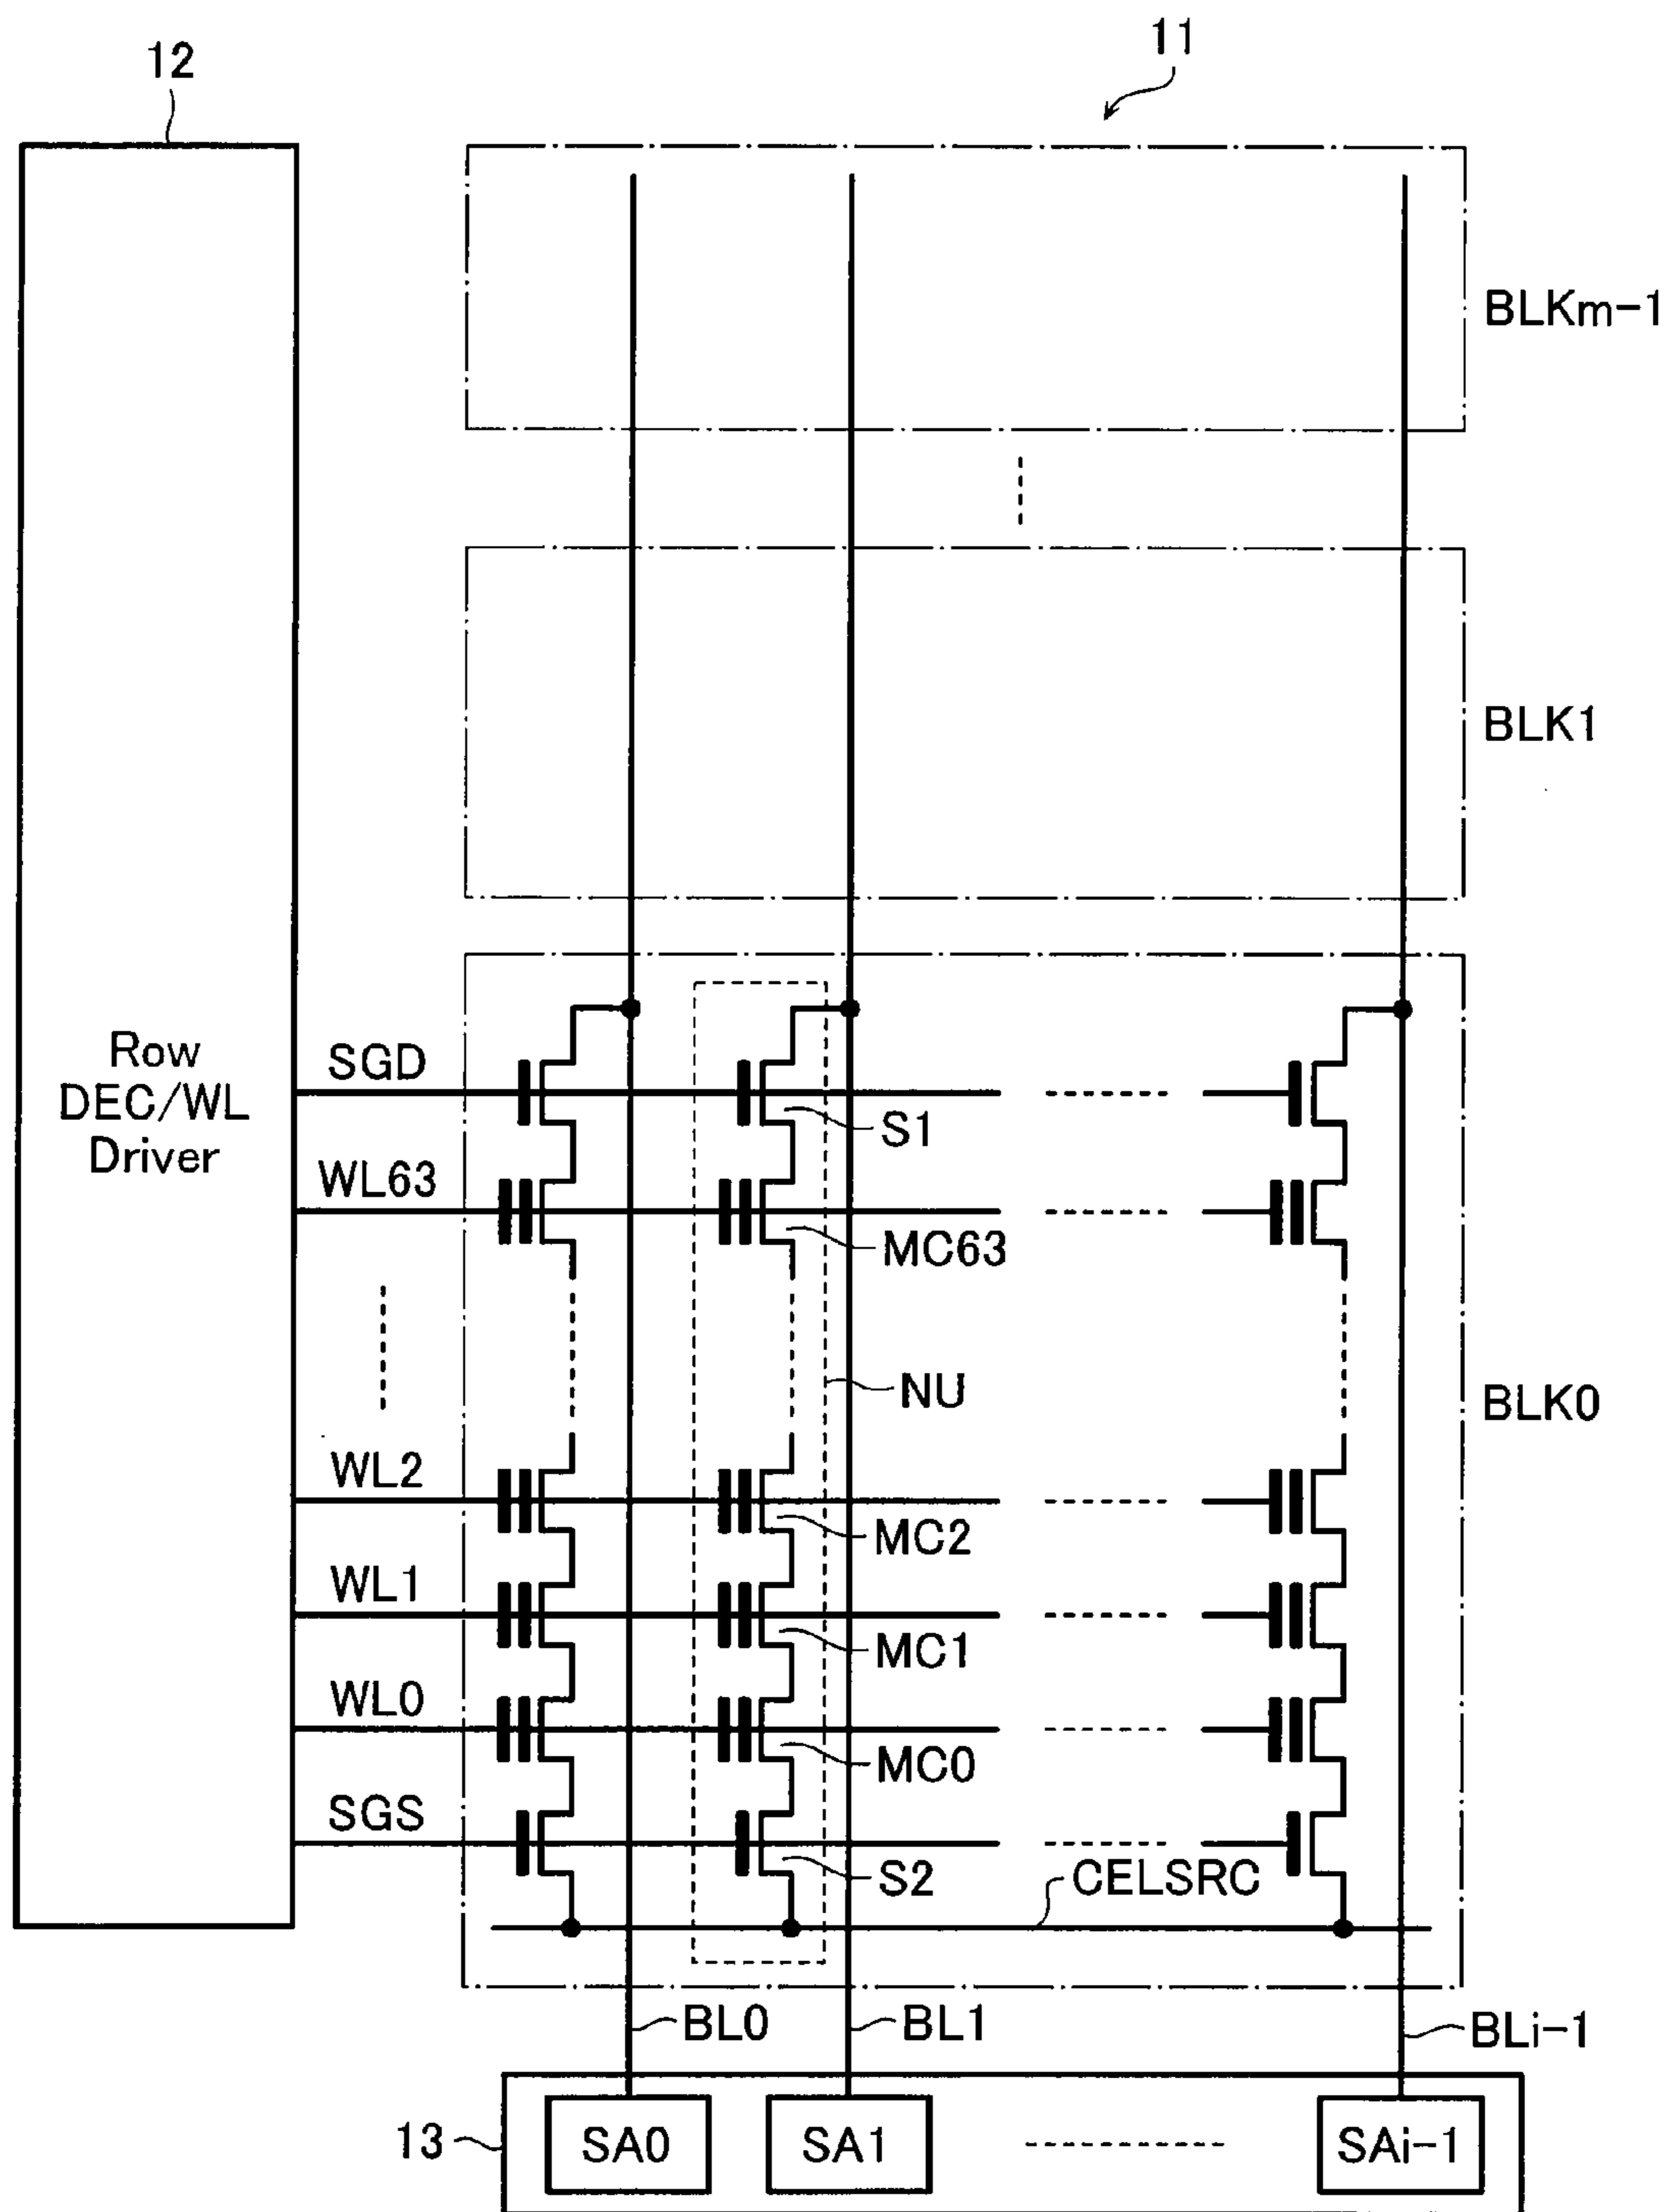 11
12
BLKm-1
BLK1
Row
DEC/WL
Driver
SGD
S1
WL63
MC63
NU
BLK0
WL2
MC2
WL1
MC1
WL0
MC0
SGS
S2
CELSRC
BL0
BL1
BLi-1
13
SA0
SA1
SAi-1